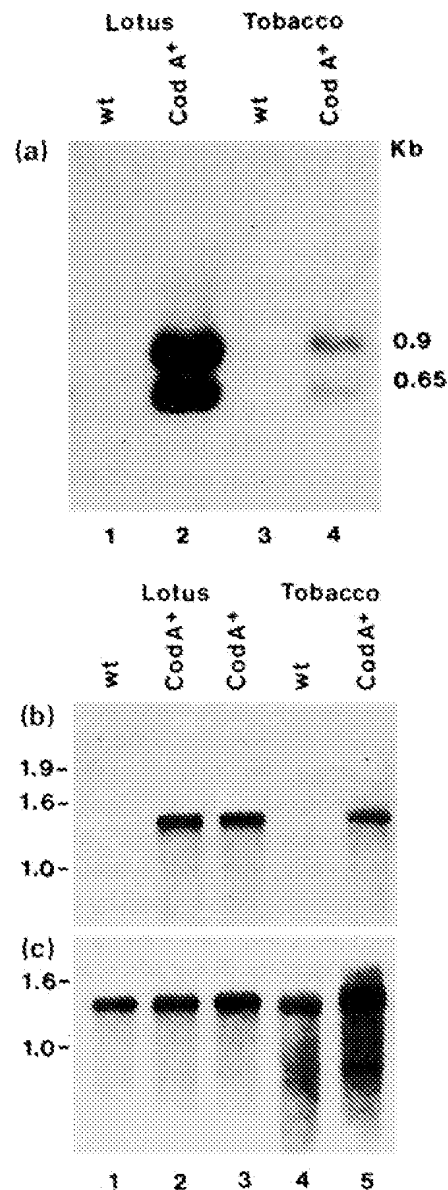 Lotus Tobacco
wt Cod A+ wt Cod A+
(a) Kb
0.9
0.65
1 2 3 4
Lotus Tobacco
wt CodA+ CodA+ wt CodA+
(b)
1.9-
1.6-
1.0-
(c)
1.6-
1.0-
1 2 3 4 5